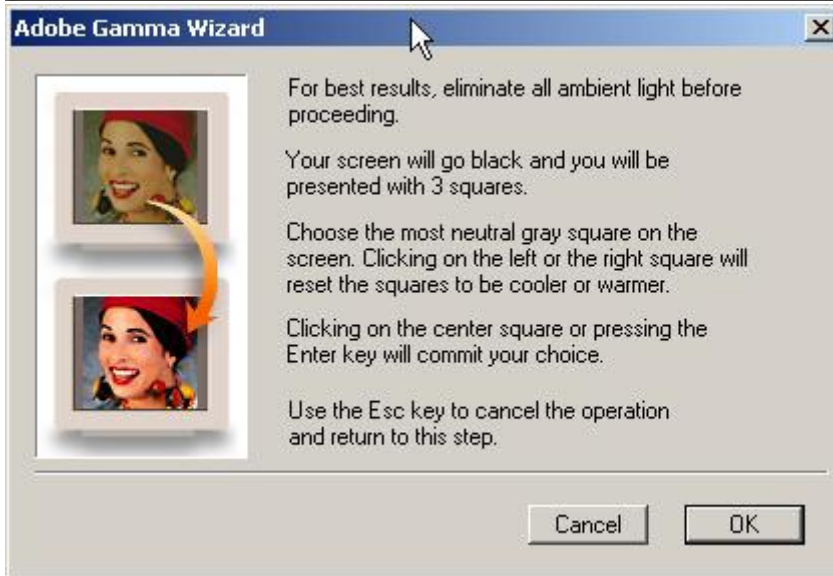 Adobe Gamma Wizard
For best results, eliminate all ambient light before
proceeding.
Your screen will go black and you will be
presented with 3 squares.
Choose the most neutral gray square on the
screen. Clicking on the left or the right square will
reset the squares to be cooler or warmer.
Clicking on the center square or pressing the
Enter key will commit your choice.
Use the Esc key to cancel the operation
and return to this step.
Cancel
OK